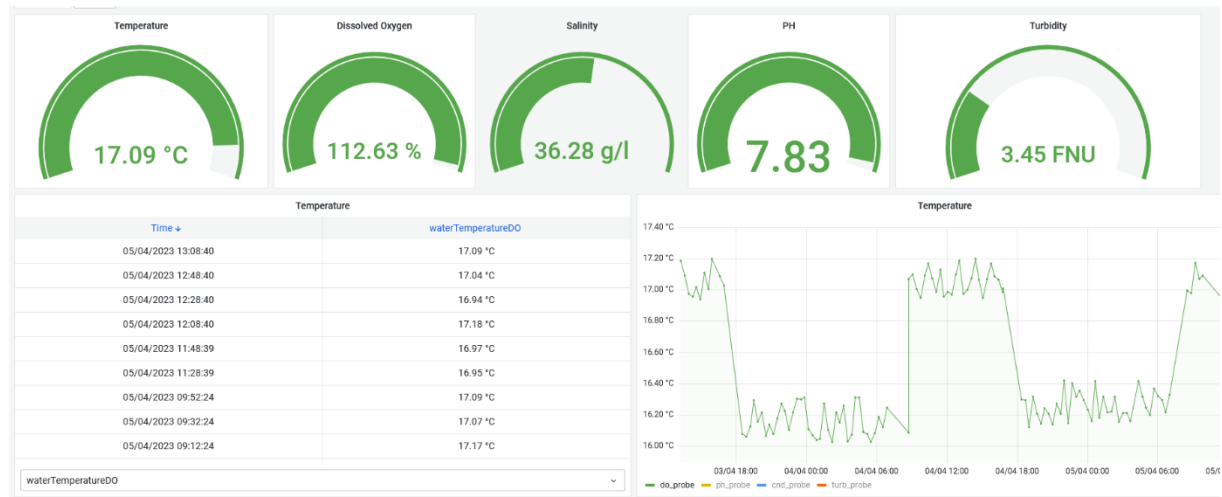 Temperature
17.09 °C
Dissolved Oxygen
112.63 %
Salinity
36.28 g/l
PH
7.83
Turbidity
3.45 FNU
Temperature
Time ↓ waterTemperatureDO
05/04/2023 13:08:40 17.09 °C
05/04/2023 12:48:40 17.04 °C
05/04/2023 12:28:40 16.94 °C
05/04/2023 12:08:40 17.18 °C
05/04/2023 11:48:39 16.97 °C
05/04/2023 11:28:39 16.95 °C
05/04/2023 09:52:24 17.09 °C
05/04/2023 09:32:24 17.07 °C
05/04/2023 09:12:24 17.17 °C
waterTemperatureDO
Temperature
17.40 °C
17.20 °C
17.00 °C
16.80 °C
16.60 °C
16.40 °C
16.20 °C
16.00 °C
03/04 18:00 04/04 00:00 04/04 06:00 04/04 12:00 04/04 18:00 05/04 00:00 05/04 06:00
do_probe ph_probe cnd_probe turb_probe